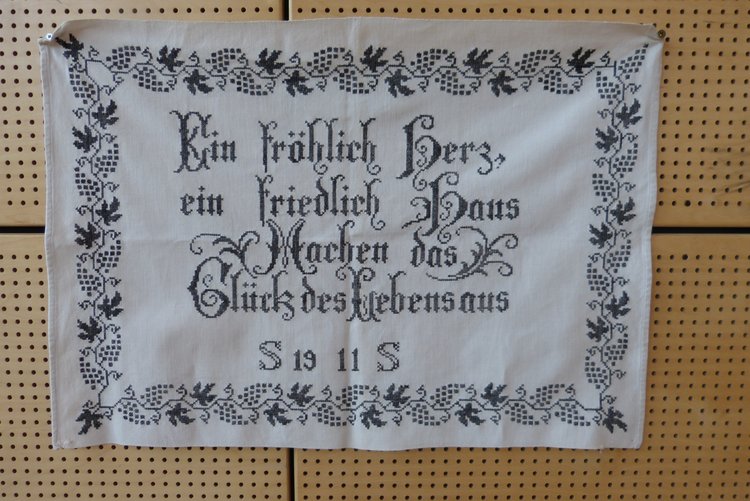 Ein fröhlich Herz,
ein friedlich Haus
Machen das
Glück des Lebens aus
S 19 11 S